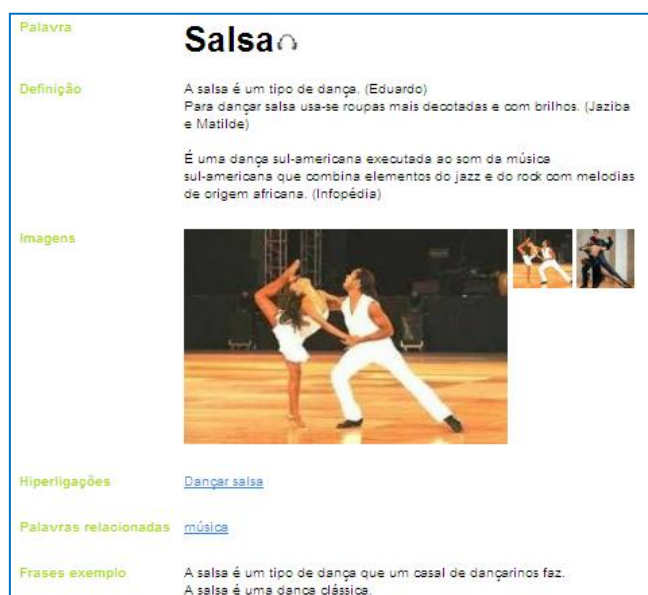 Palavra
Salsa
Definição
A salsa é um tipo de dança. (Eduardo)
Para dançar salsa usa-se roupas mais decotadas e com brilhos. (Jaziba
e Matilde)
É uma dança sul-americana executada ao som da música
sul-americana que combina elementos do jazz e do rock com melodias
de origem africana. (Infopédia)
Imagens
Hiperligações
Dançar salsa
Palavras relacionadas
música
Frases exemplo
A salsa é um tipo de dança que um casal de dançarinos faz.
A salsa é uma dança clássica.